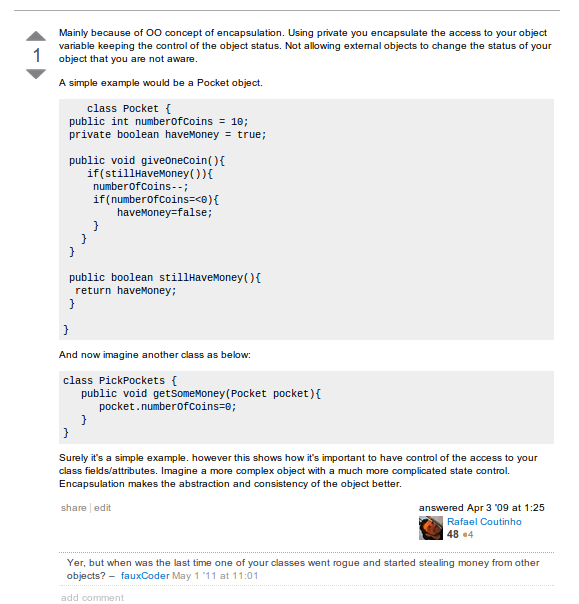 Mainly because of OO concept of encapsulation. Using private you encapsulate the access to your object
variable keeping the control of the object status. Not allowing external objects to change the status of your
object that you are not aware.
1
A simple example would be a Pocket object.
class Pocket {
public int numberOfCoins = 10;
private boolean haveMoney = true;
public void giveOneCoin(){
if(stillHaveMoney()){
numberOfCoins--;
if(numberOfCoins=<0){
haveMoney=false;
}
}
}
public boolean stillHaveMoney(){
return haveMoney;
}
}
And now imagine another class as below:
class PickPockets {
public void getSomeMoney(Pocket pocket){
pocket.numberOfCoins=0;
}
}
Surely it's a simple example. however this shows how it's important to have control of the access to your
class fields/attributes. Imagine a more complex object with a much more complicated state control.
Encapsulation makes the abstraction and consistency of the object better.
share | edit
answered Apr 3 '09 at 1:25
Rafael Coutinho
48 ●4
Yer, but when was the last time one of your classes went rogue and started stealing money from other
objects? – fauxCoder May 1 '11 at 11:01
add comment